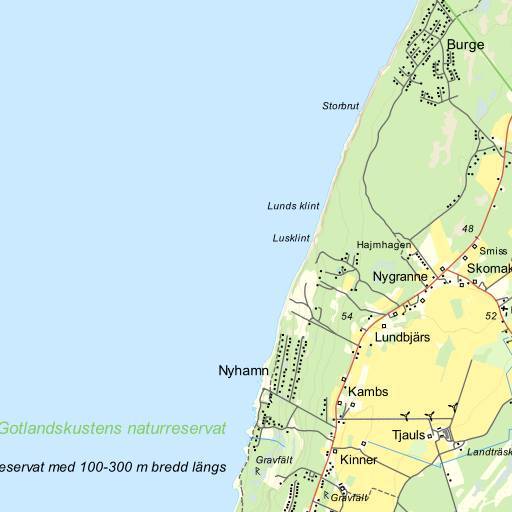 Burge
Storbrut
Lunds klint
48
Lusklint
Hajmhagen
Smiss
Nygranne
Skomak
54
52
Lundbjärs
Nyhamn
Kambs
Gotlandskustens naturreservat
Tjauls
Landträsk
Kinner
Gravfält
eservat med 100-300 m bredd längs
Gravfält